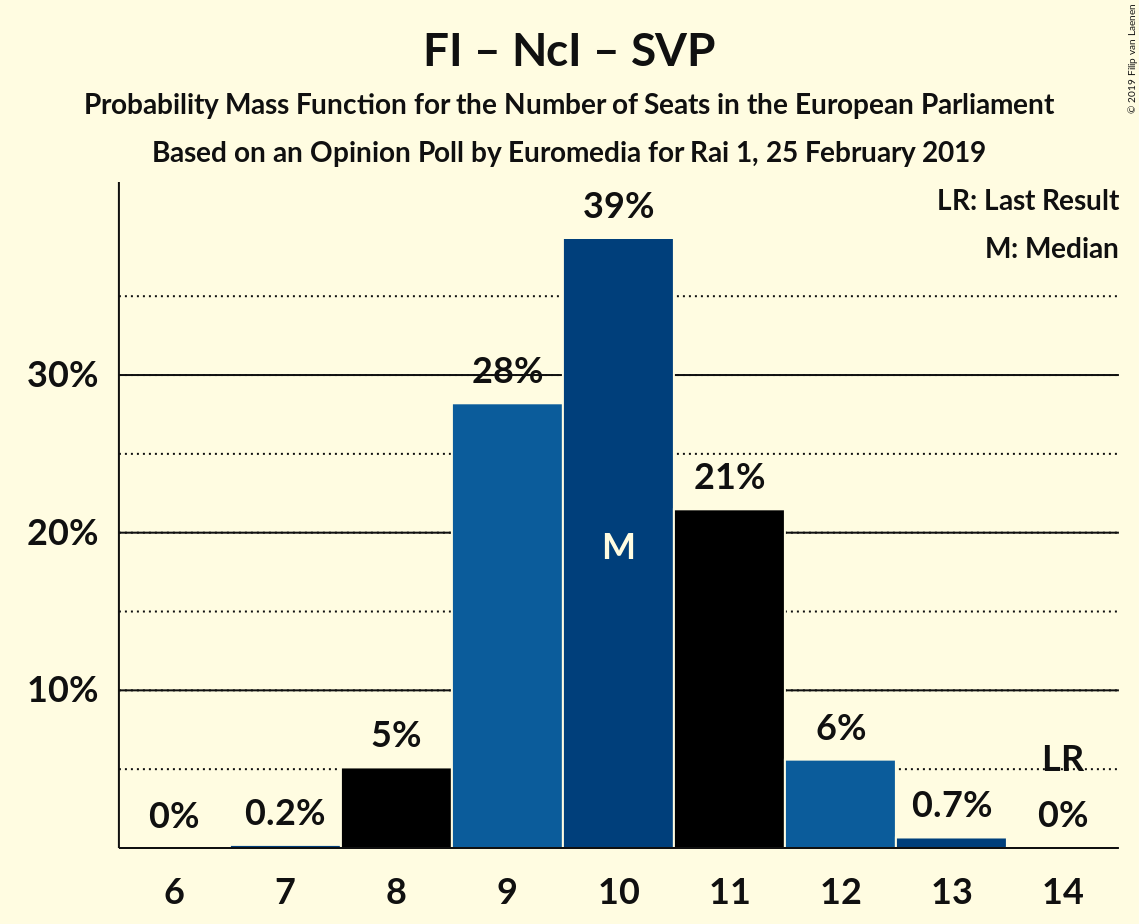 FI – NcI – SVP
Probability Mass Function for the Number of Seats in the European Parliament
Based on an Opinion Poll by Euromedia for Rai 1, 25 February 2019
© 2019 Filip van Laenen
LR: Last Result
M: Median
39%
30%
28%
21%
20%
M
10%
5%
6%
LR
0%
0.2%
0.7%
0%
6 7 8 9 10 11 12 13 14